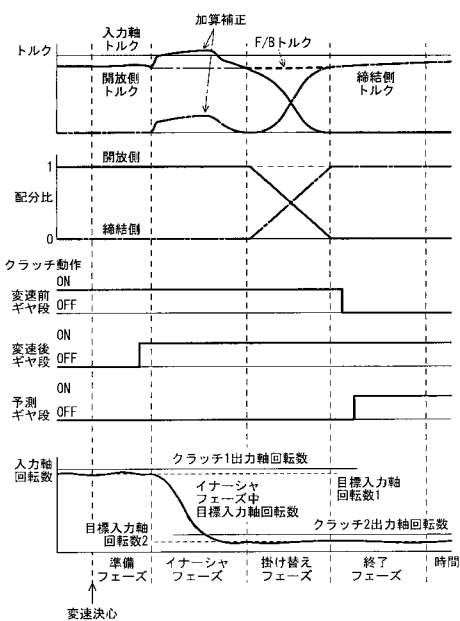 加算補正
トルク
入力軸
トルク
F/Bトルク
開放側
トルク
締結側
トルク
1
開放側
配分比
締結側
0
クラッチ動作
ON
変速前
ギヤ段
OFF
ON
変速後
ギヤ段
OFF
ON
予測
ギヤ段
OFF
入力軸
回転数
クラッチ1出力軸回転数
イナーシャ
フェーズ中
目標入力軸回転数
目標入力軸
回転数1
クラッチ2出力軸回転数
目標入力軸
回転数2
準備
フェーズ
イナーシャ
フェーズ
掛け替え
フェーズ
終了
フェーズ
時間
変速決心